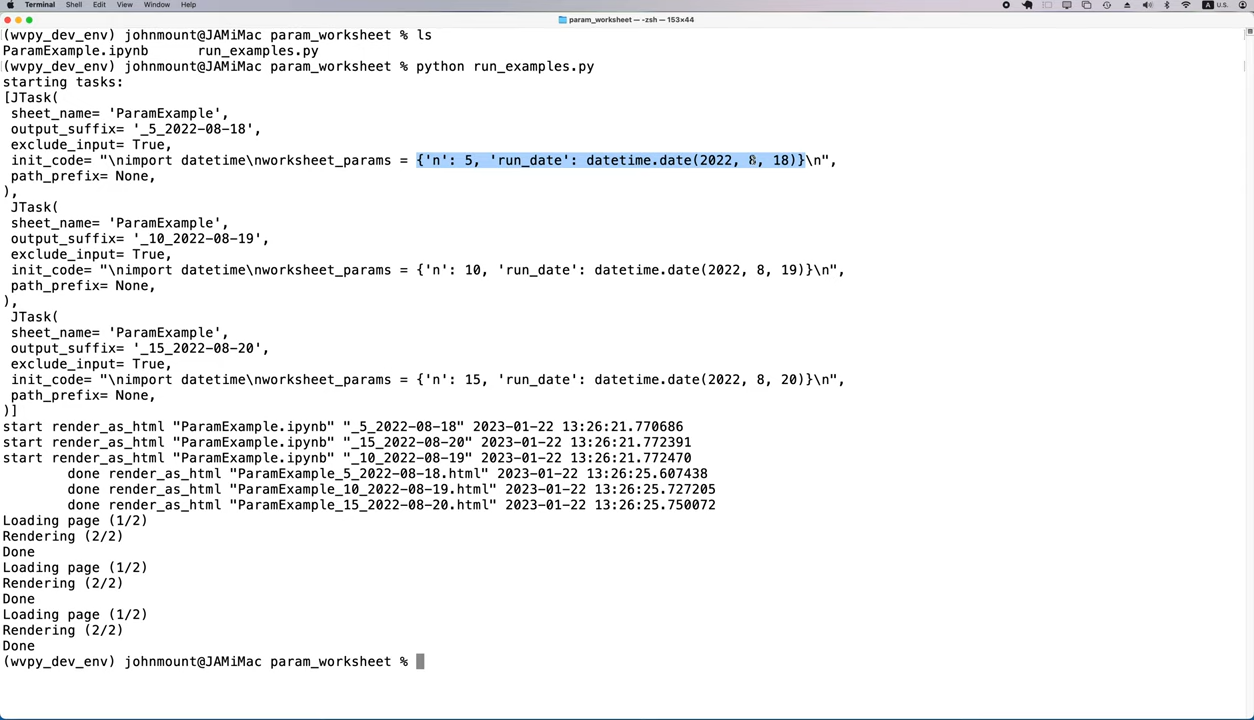 Terminal Shell Edit View Window Help U.S.
param_worksheet — -zsh — 153×44
(wvpy_dev_env) johnmount@JAMiMac param_worksheet % ls
ParamExample.ipynb      run_examples.py
(wvpy_dev_env) johnmount@JAMiMac param_worksheet % python run_examples.py
starting tasks:
[JTask(
 sheet_name= 'ParamExample',
 output_suffix= '_5_2022-08-18',
 exclude_input= True,
 init_code= "\nimport datetime\nworksheet_params = {'n': 5, 'run_date': datetime.date(2022, 8, 18)}\n",
 path_prefix= None,
),
 JTask(
 sheet_name= 'ParamExample',
 output_suffix= '_10_2022-08-19',
 exclude_input= True,
 init_code= "\nimport datetime\nworksheet_params = {'n': 10, 'run_date': datetime.date(2022, 8, 19)}\n",
 path_prefix= None,
),
 JTask(
 sheet_name= 'ParamExample',
 output_suffix= '_15_2022-08-20',
 exclude_input= True,
 init_code= "\nimport datetime\nworksheet_params = {'n': 15, 'run_date': datetime.date(2022, 8, 20)}\n",
 path_prefix= None,
)]
start render_as_html "ParamExample.ipynb" "_5_2022-08-18" 2023-01-22 13:26:21.770686
start render_as_html "ParamExample.ipynb" "_15_2022-08-20" 2023-01-22 13:26:21.772391
start render_as_html "ParamExample.ipynb" "_10_2022-08-19" 2023-01-22 13:26:21.772470
        done render_as_html "ParamExample_5_2022-08-18.html" 2023-01-22 13:26:25.607438
        done render_as_html "ParamExample_10_2022-08-19.html" 2023-01-22 13:26:25.727205
        done render_as_html "ParamExample_15_2022-08-20.html" 2023-01-22 13:26:25.750072
Loading page (1/2)
Rendering (2/2)
Done
Loading page (1/2)
Rendering (2/2)
Done
Loading page (1/2)
Rendering (2/2)
Done
(wvpy_dev_env) johnmount@JAMiMac param_worksheet %